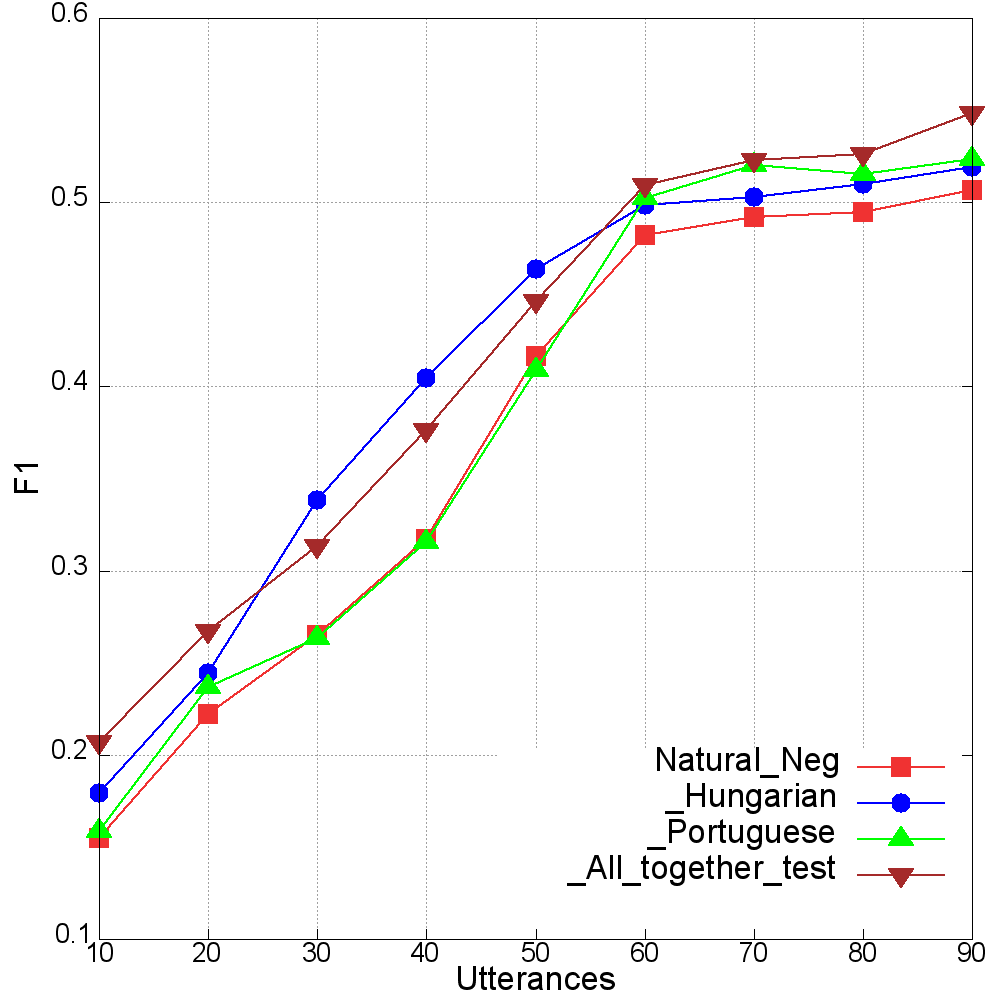 0.6
0.5
0.4
0.3
0.2
0.1
F1
Natural_Neg
_Hungarian
_Portuguese
_All_together_test
10 20 30 40 50 60 70 80 90
Utterances